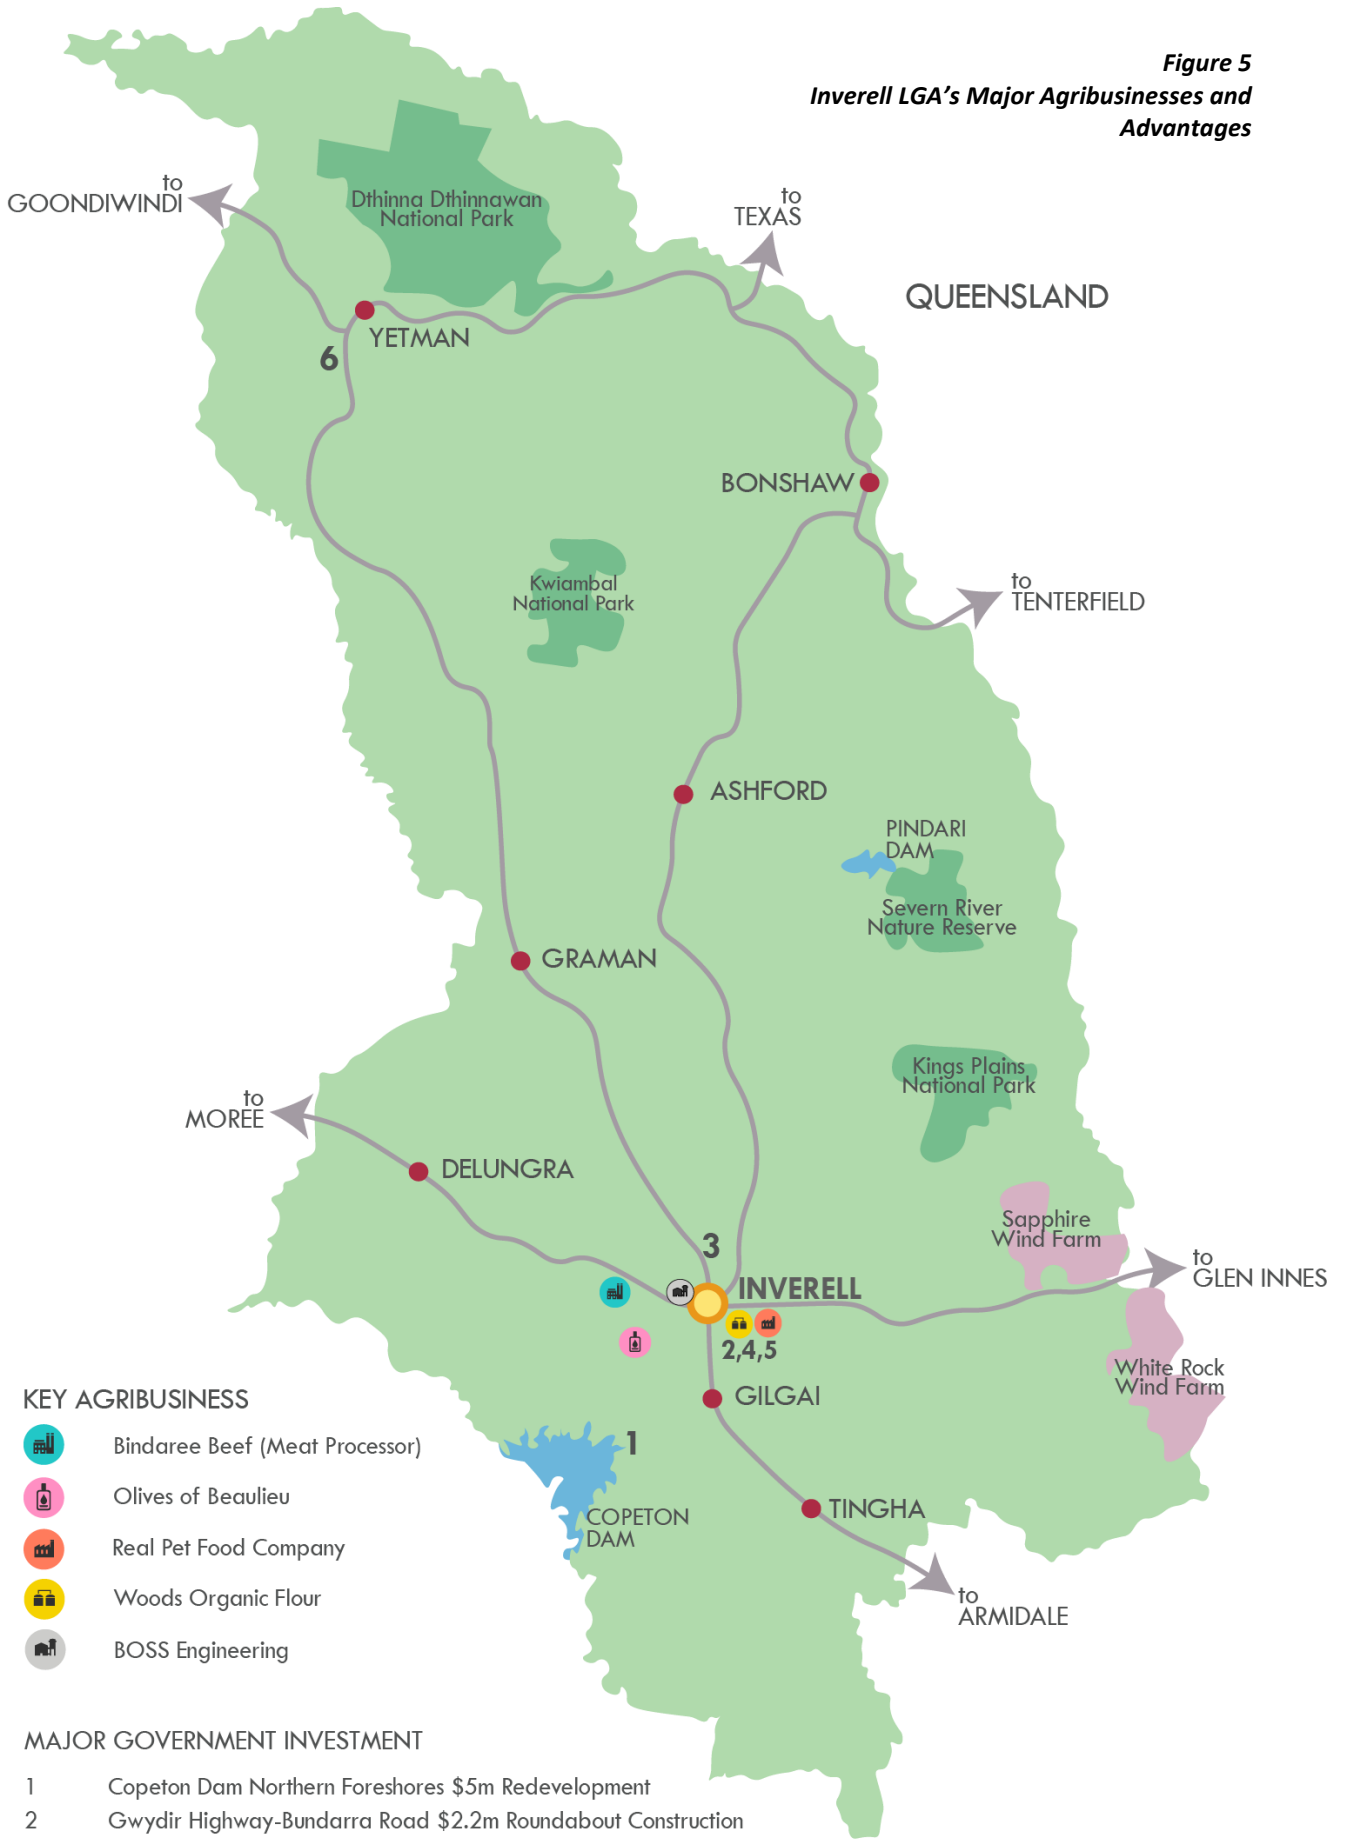 Figure 5
Inverell LGA's Major Agribusinesses and
Advantages
to
GOONDIWINDI
Dthinna Dthinnawan
National Park
to
TEXAS
QUEENSLAND
YETMAN
6
BONSHAW
Kwiambal
National Park
to
TENTERFIELD
ASHFORD
PINDARI
DAM
Severn River
Nature Reserve
GRAMAN
Kings Plains
National Park
to
MOREE
DELUNGRA
Sapphire
Wind Farm
3
to
GLEN INNES
INVERELL
2,4,5
White Rock
Wind Farm
GILGAI
1
COPETON
DAM
TINGHA
to
ARMIDALE
KEY AGRIBUSINESS
Bindaree Beef (Meat Processor)
Olives of Beaulieu
Real Pet Food Company
Woods Organic Flour
BOSS Engineering
MAJOR GOVERNMENT INVESTMENT
1 Copeton Dam Northern Foreshores $5m Redevelopment
2 Gwydir Highway-Bundarra Road $2.2m Roundabout Construction